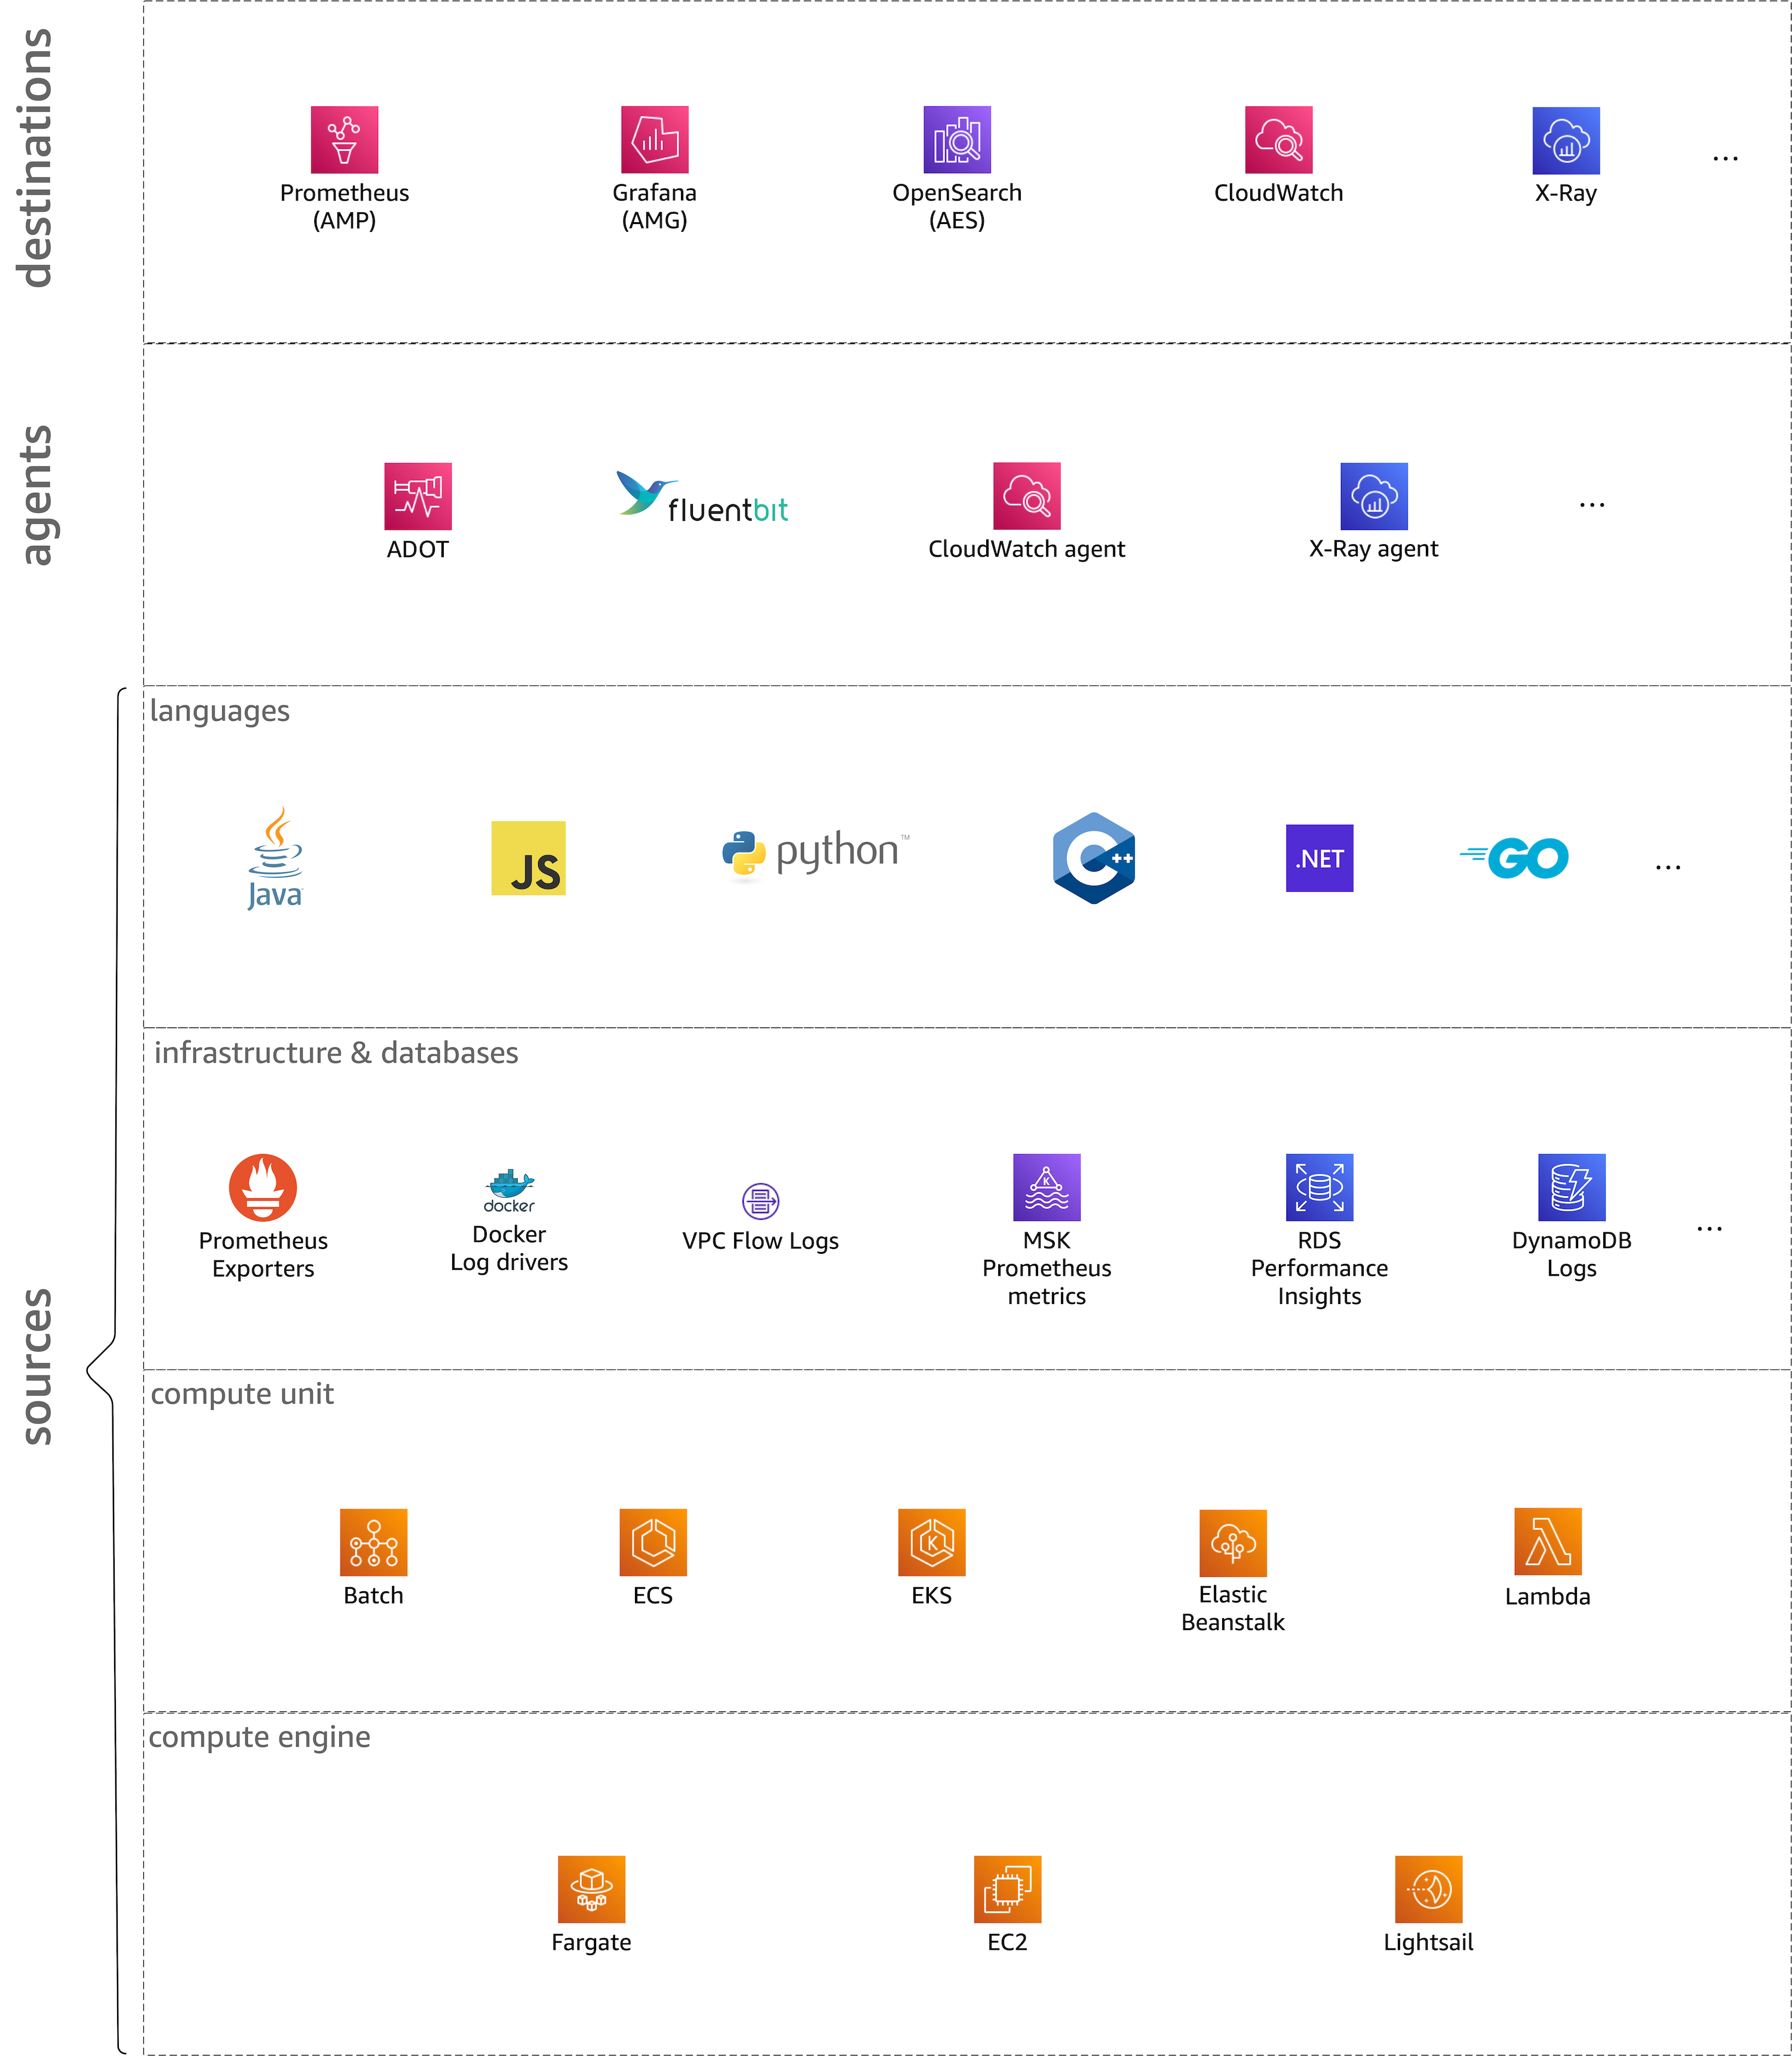 destinations
Prometheus
(AMP)
Grafana
(AMG)
OpenSearch
(AES)
CloudWatch
X-Ray
...
agents
ADOT
fluentbit
CloudWatch agent
X-Ray agent
...
sources
languages
Java
JS
python™
C++
.NET
GO
...
infrastructure & databases
Prometheus
Exporters
docker
Docker
Log drivers
VPC Flow Logs
K
MSK
Prometheus
metrics
RDS
Performance
Insights
DynamoDB
Logs
...
compute unit
Batch
ECS
K
EKS
Elastic
Beanstalk
Lambda
compute engine
Fargate
EC2
Lightsail